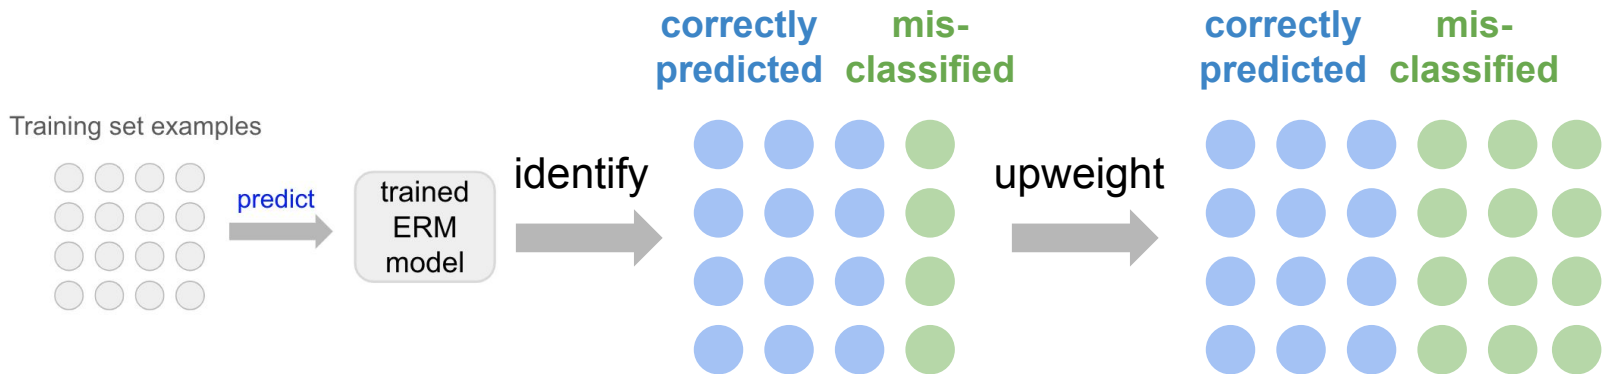 Training set examples
predict
trained
ERM
model
identify
correctly
predicted
mis-
classified
upweight
correctly
predicted
mis-
classified